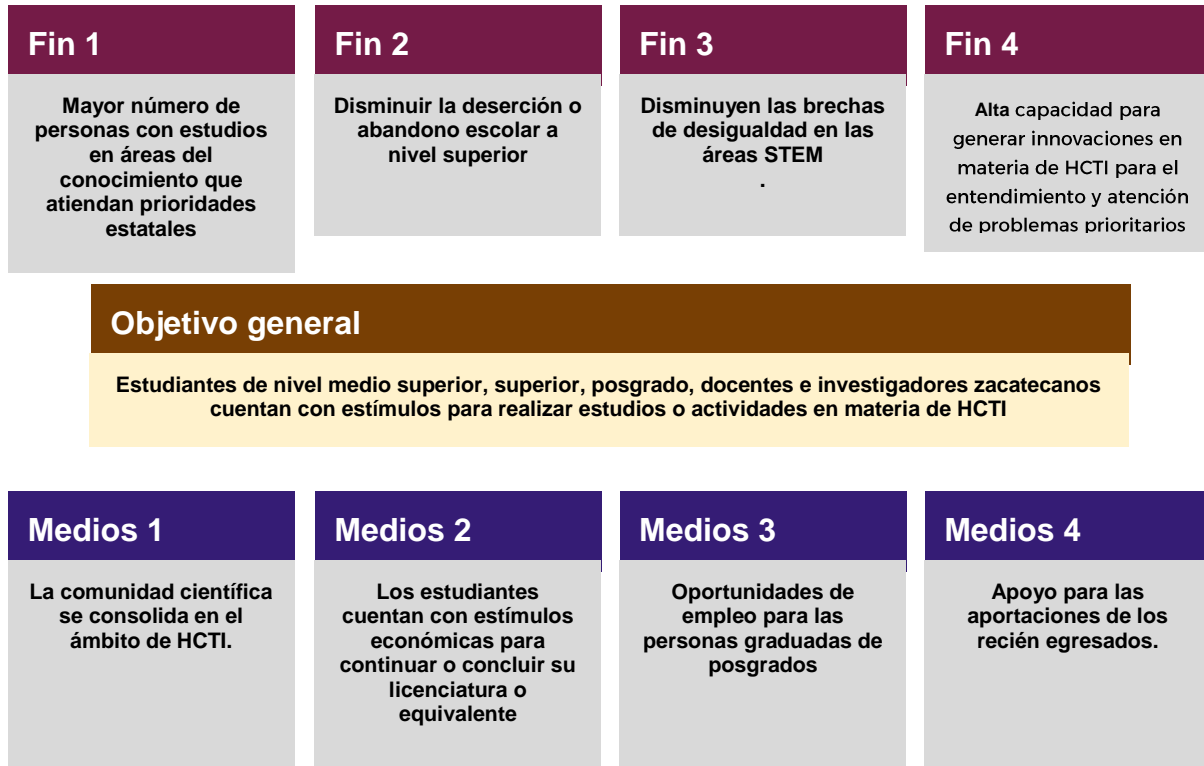 Fin 1
Mayor número de
personas con estudios
en áreas del
conocimiento que
atiendan prioridades
estatales
Fin 2
Disminuir la deserción o
abandono escolar a
nivel superior
Fin 3
Disminuyen las brechas
de desigualdad en las
áreas STEM
.
Fin 4
Alta capacidad para
generar innovaciones en
materia de HCTI para el
entendimiento y atención
de problemas prioritarios
Objetivo general
Estudiantes de nivel medio superior, superior, posgrado, docentes e investigadores zacatecanos
cuentan con estímulos para realizar estudios o actividades en materia de HCTI
Medios 1
La comunidad científica
se consolida en el
ámbito de HCTI.
Medios 2
Los estudiantes
cuentan con estímulos
económicas para
continuar o concluir su
licenciatura o
equivalente
Medios 3
Oportunidades de
empleo para las
personas graduadas de
posgrados
Medios 4
Apoyo para las
aportaciones de los
recién egresados.